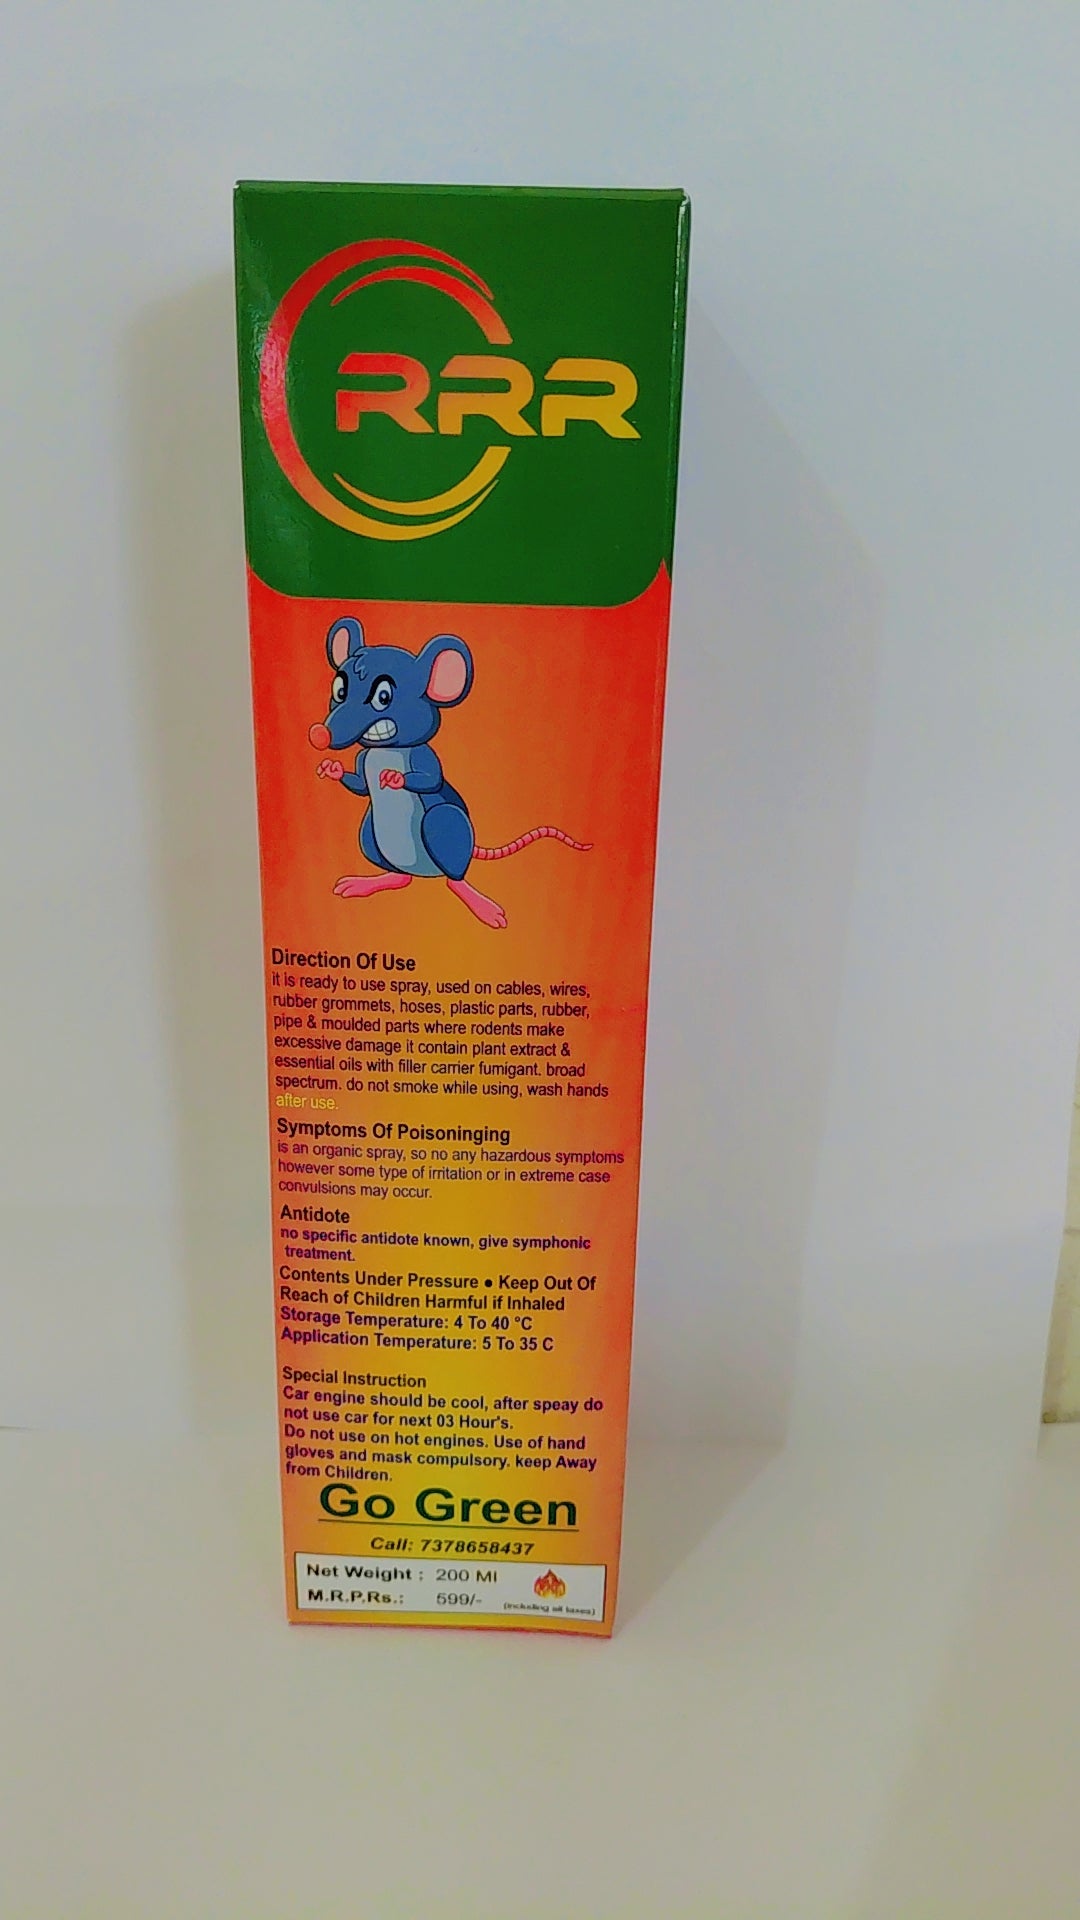 RRR
Direction Of Use
it is ready to use spray, used on cables, wires,
rubber grommets, hoses, plastic parts, rubber,
pipe & moulded parts where rodents make
excessive damage it contain plant extract &
essential oils with filler carrier fumigant. broad
spectrum. do not smoke while using, wash hands
after use.
Symptoms Of Poisoninging
is an organic spray, so no any hazardous symptoms
however some type of irritation or in extreme case
convulsions may occur.
Antidote
no specific antidote known, give symphonic
treatment.
Contents Under Pressure ● Keep Out Of
Reach of Children Harmful if Inhaled
Storage Temperature: 4 To 40 °C
Application Temperature: 5 To 35 C
Special Instruction
Car engine should be cool, after speay do
not use car for next 03 Hour's.
Do not use on hot engines. Use of hand
gloves and mask compulsory. keep Away
from Children.
Go Green
Call: 7378658437
Net Weight : 200 Ml
M.R.P.Rs.: 599/-
(including all taxes)